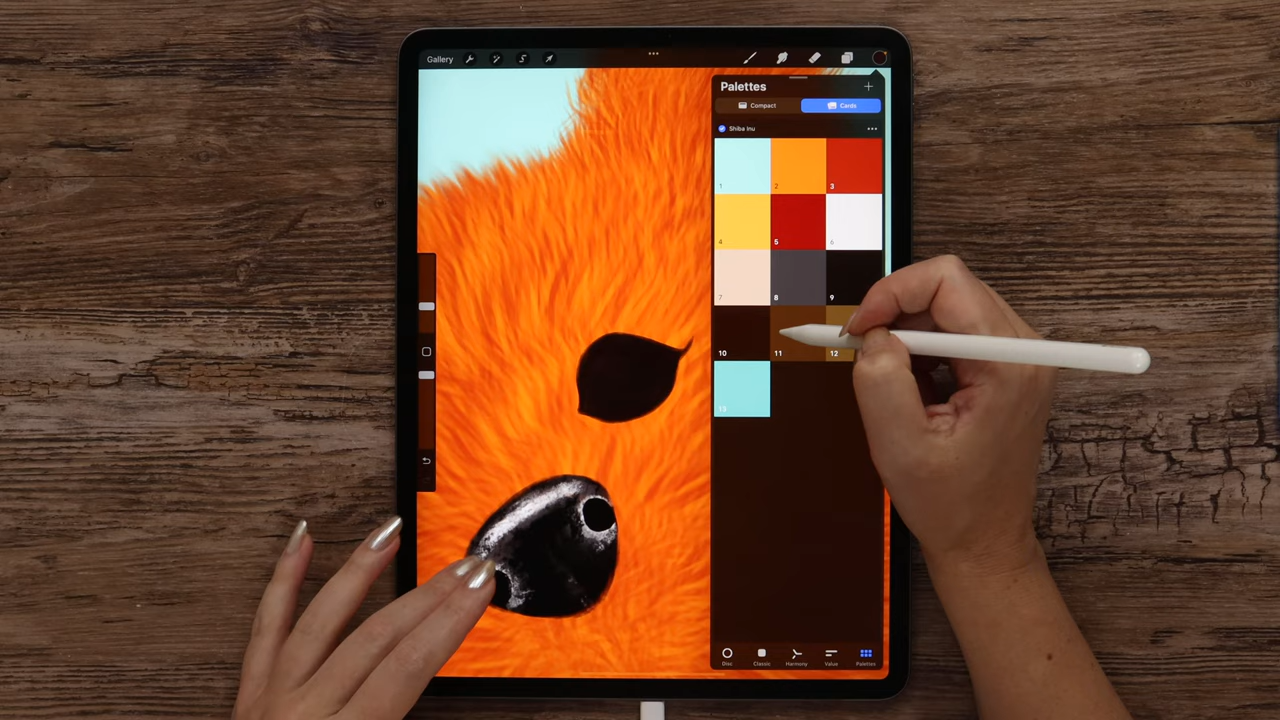 Gallery
Palettes
Compact Cards
Shiba Inu
1 2 3
4 5 6
7 8 9
10 11 12
13
Disc Classic Harmony Value Palettes